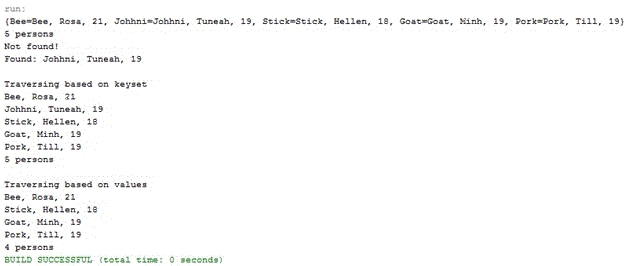 run:
{Bee=Bee, Rosa, 21, Johhni=Johhni, Tuneah, 19, Stick=Stick, Hellen, 18, Goat=Goat, Minh, 19, Pork=Pork, Till, 19}
5 persons
Not found!
Found: Johhni, Tuneah, 19
Traversing based on keyset
Bee, Rosa, 21
Johhni, Tuneah, 19
Stick, Hellen, 18
Goat, Minh, 19
Pork, Till, 19
5 persons
Traversing based on values
Bee, Rosa, 21
Stick, Hellen, 18
Goat, Minh, 19
Pork, Till, 19
4 persons
BUILD SUCCESSFUL (total time: 0 seconds)